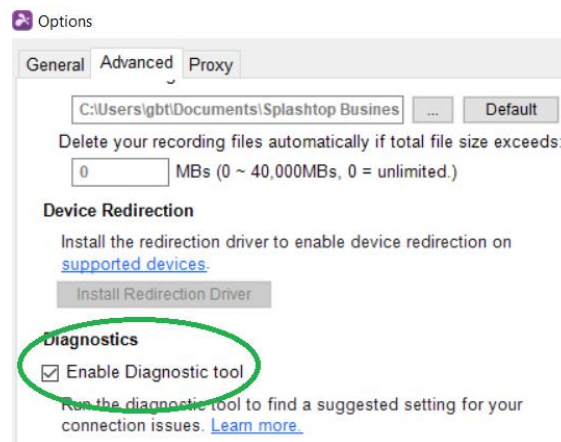 Options
General Advanced Proxy
C:\Users\gbt\Documents\Splashtop Busines ... Default
Delete your recording files automatically if total file size exceeds:
0 MBs (0 ~ 40,000MBs, 0 = unlimited.)
Device Redirection
Install the redirection driver to enable device redirection on
supported devices.
Install Redirection Driver
Diagnostics
Enable Diagnostic tool
Run the diagnostic tool to find a suggested setting for your
connection issues. Learn more.